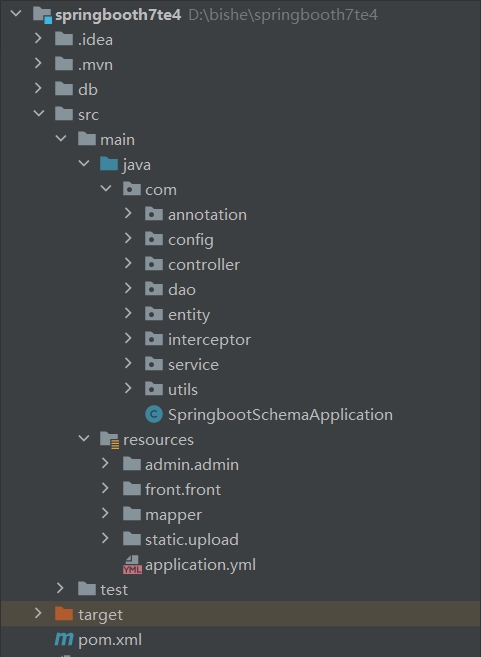 springbooth7te4 D:\bishe\springbooth7te4
.idea
.mvn
db
src
main
java
com
annotation
config
controller
dao
entity
interceptor
service
utils
SpringbootSchemaApplication
resources
admin.admin
front.front
mapper
static.upload
application.yml
test
target
pom.xml